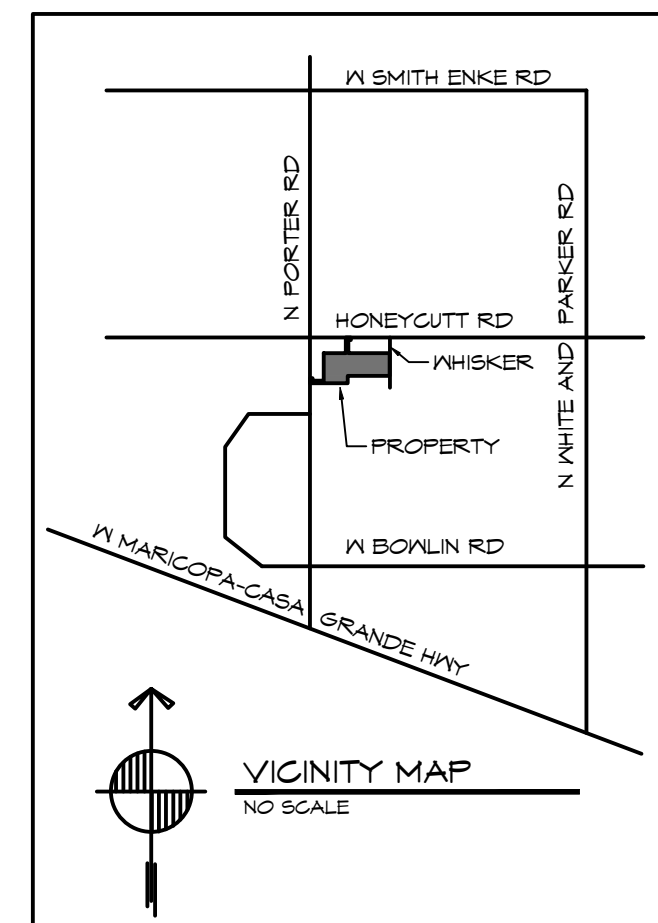 W SMITH ENKE RD
N PORTER RD
N WHITE AND PARKER RD
HONEYCUTT RD
WHISKER
PROPERTY
W BOWLIN RD
W MARICOPA-CASA GRANDE HWY
VICINITY MAP
NO SCALE